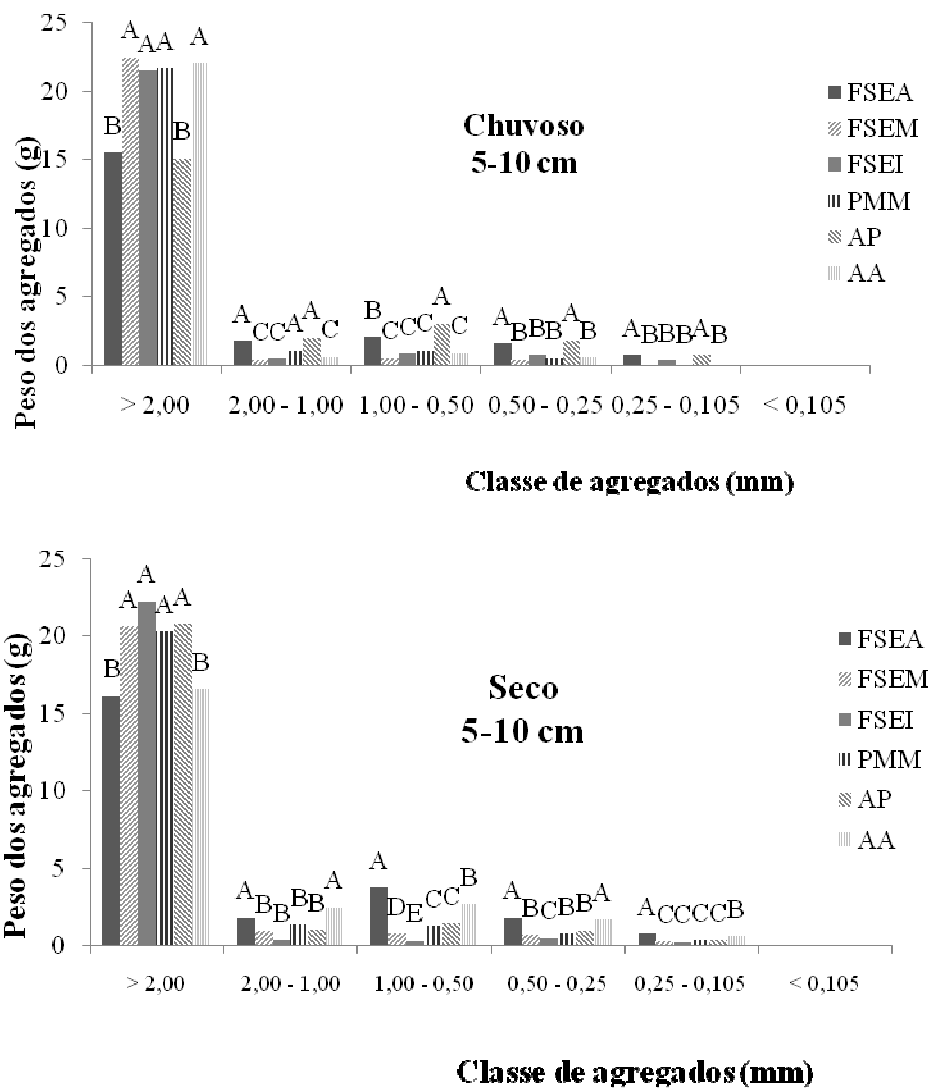 25
20
15
10
5
0
Peso dos agregados (g)
B A A A B A
A C C A A C
B C C C A C
A B B B A B
A B B B A B
Chuvoso
5-10 cm
FSEA
FSEM
FSEI
PMM
AP
AA
> 2,00 2,00 - 1,00 1,00 - 0,50 0,50 - 0,25 0,25 - 0,105 < 0,105
Classe de agregados (mm)
25
20
15
10
5
0
Peso dos agregados (g)
B A A A A B
A B B B B A
A D E C C B
A B C B B A
A C C C C B
Seco
5-10 cm
FSEA
FSEM
FSEI
PMM
AP
AA
> 2,00 2,00 - 1,00 1,00 - 0,50 0,50 - 0,25 0,25 - 0,105 < 0,105
Classe de agregados (mm)